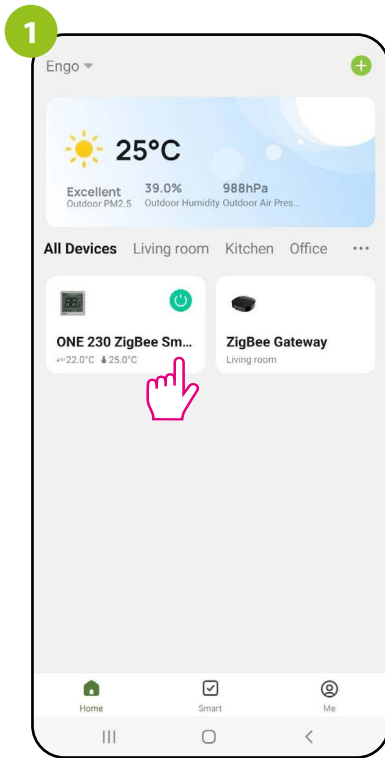 1
Engo
25°C
Excellent 39.0% 988hPa
Outdoor PM2.5 Outdoor Humidity Outdoor Air Pres...
All Devices Living room Kitchen Office ...
ONE 230 ZigBee Sm... ZigBee Gateway
22.0°C 25.0°C Living room
Home Smart Me